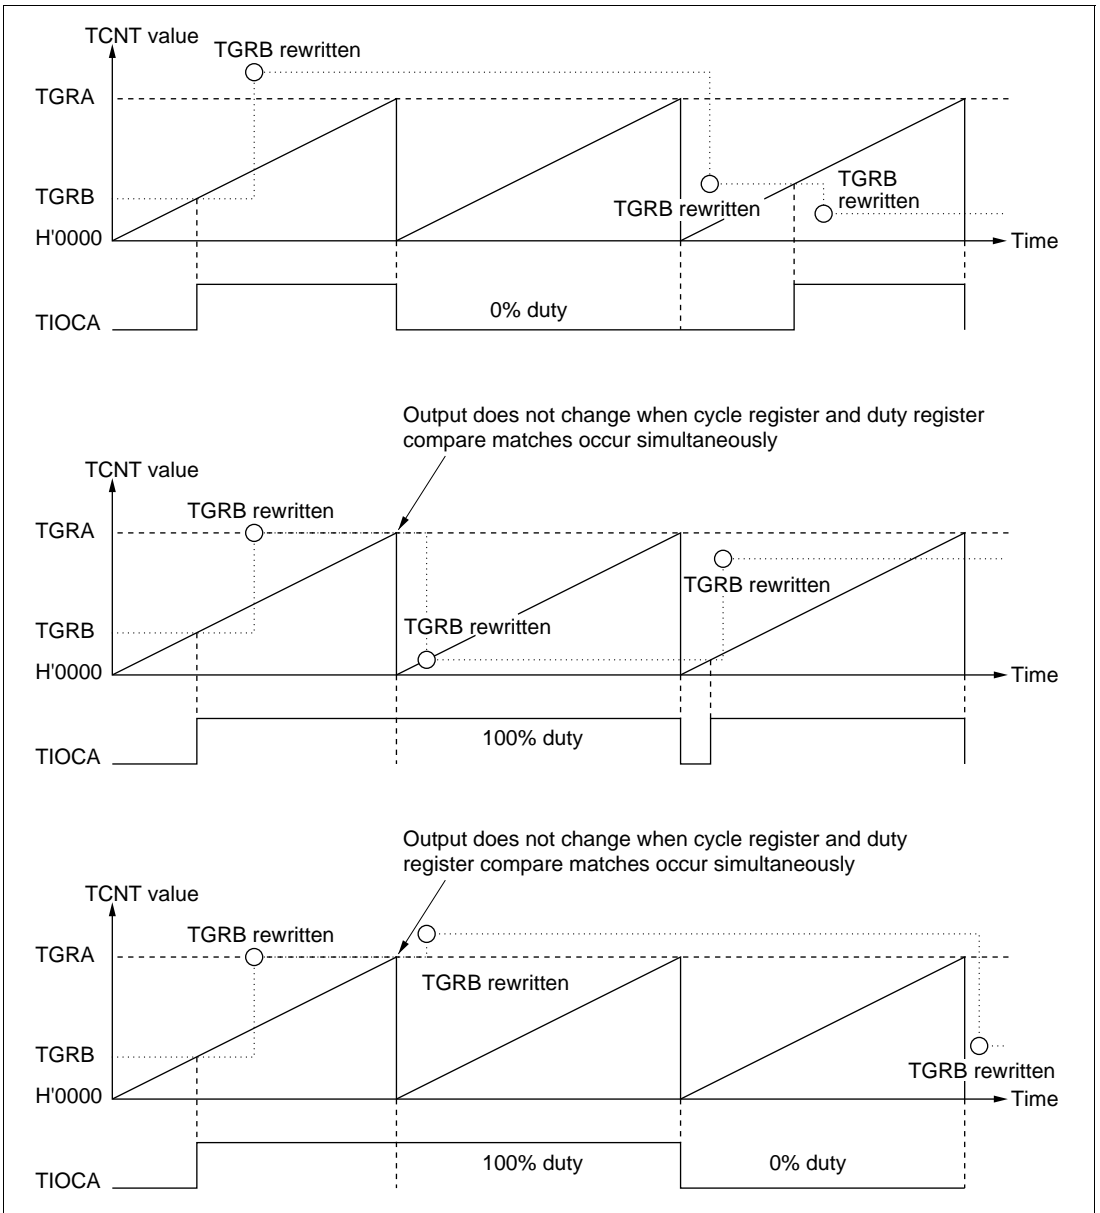 TCNT value
TGRB rewritten
TGRA
TGRB
TGRB
rewritten
TGRB rewritten
H'0000
Time
0% duty
TIOCA
Output does not change when cycle register and duty register
compare matches occur simultaneously
TCNT value
TGRB rewritten
TGRA
TGRB rewritten
TGRB
TGRB rewritten
H'0000
Time
100% duty
TIOCA
Output does not change when cycle register and duty
register compare matches occur simultaneously
TCNT value
TGRB rewritten
TGRA
TGRB rewritten
TGRB
TGRB rewritten
H'0000
Time
100% duty
0% duty
TIOCA